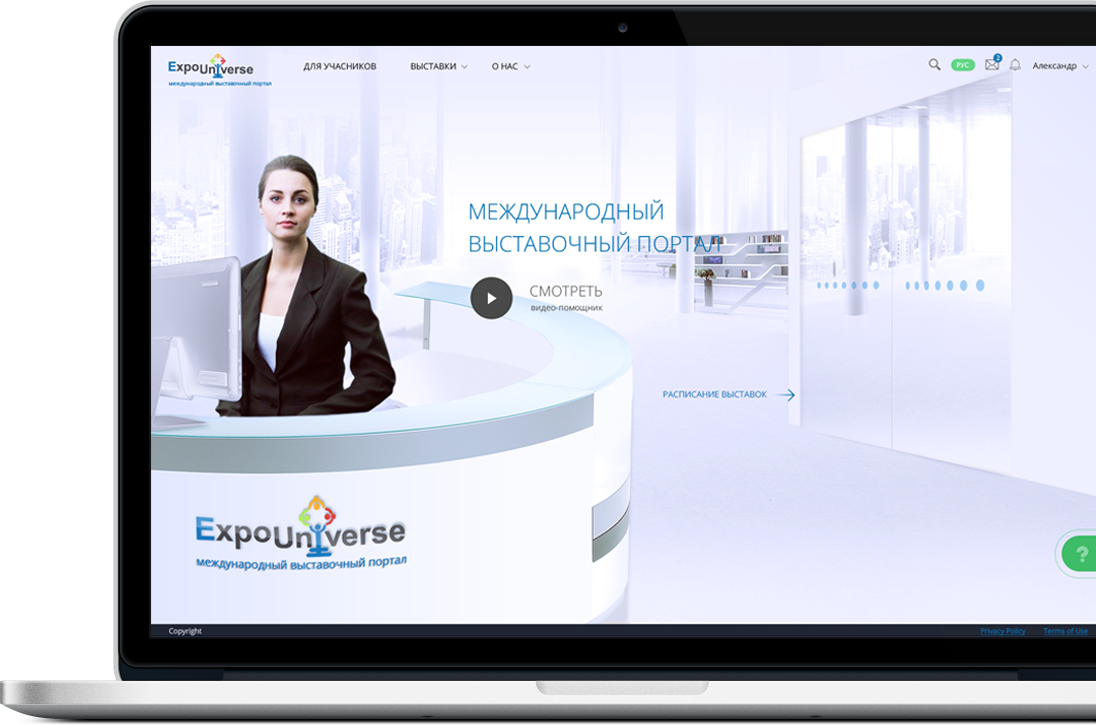 ExpoUniverse
международный выставочный портал
ДЛЯ УЧАСНИКОВ
ВЫСТАВКИ
О НАС
РУС
2
Александр
МЕЖДУНАРОДНЫЙ
ВЫСТАВОЧНЫЙ ПОРТАЛ
СМОТРЕТЬ
видео-помощник
РАСПИСАНИЕ ВЫСТАВОК
ExpoUniverse
международный выставочный портал
?
Copyright
Privacy Policy
Terms of Use